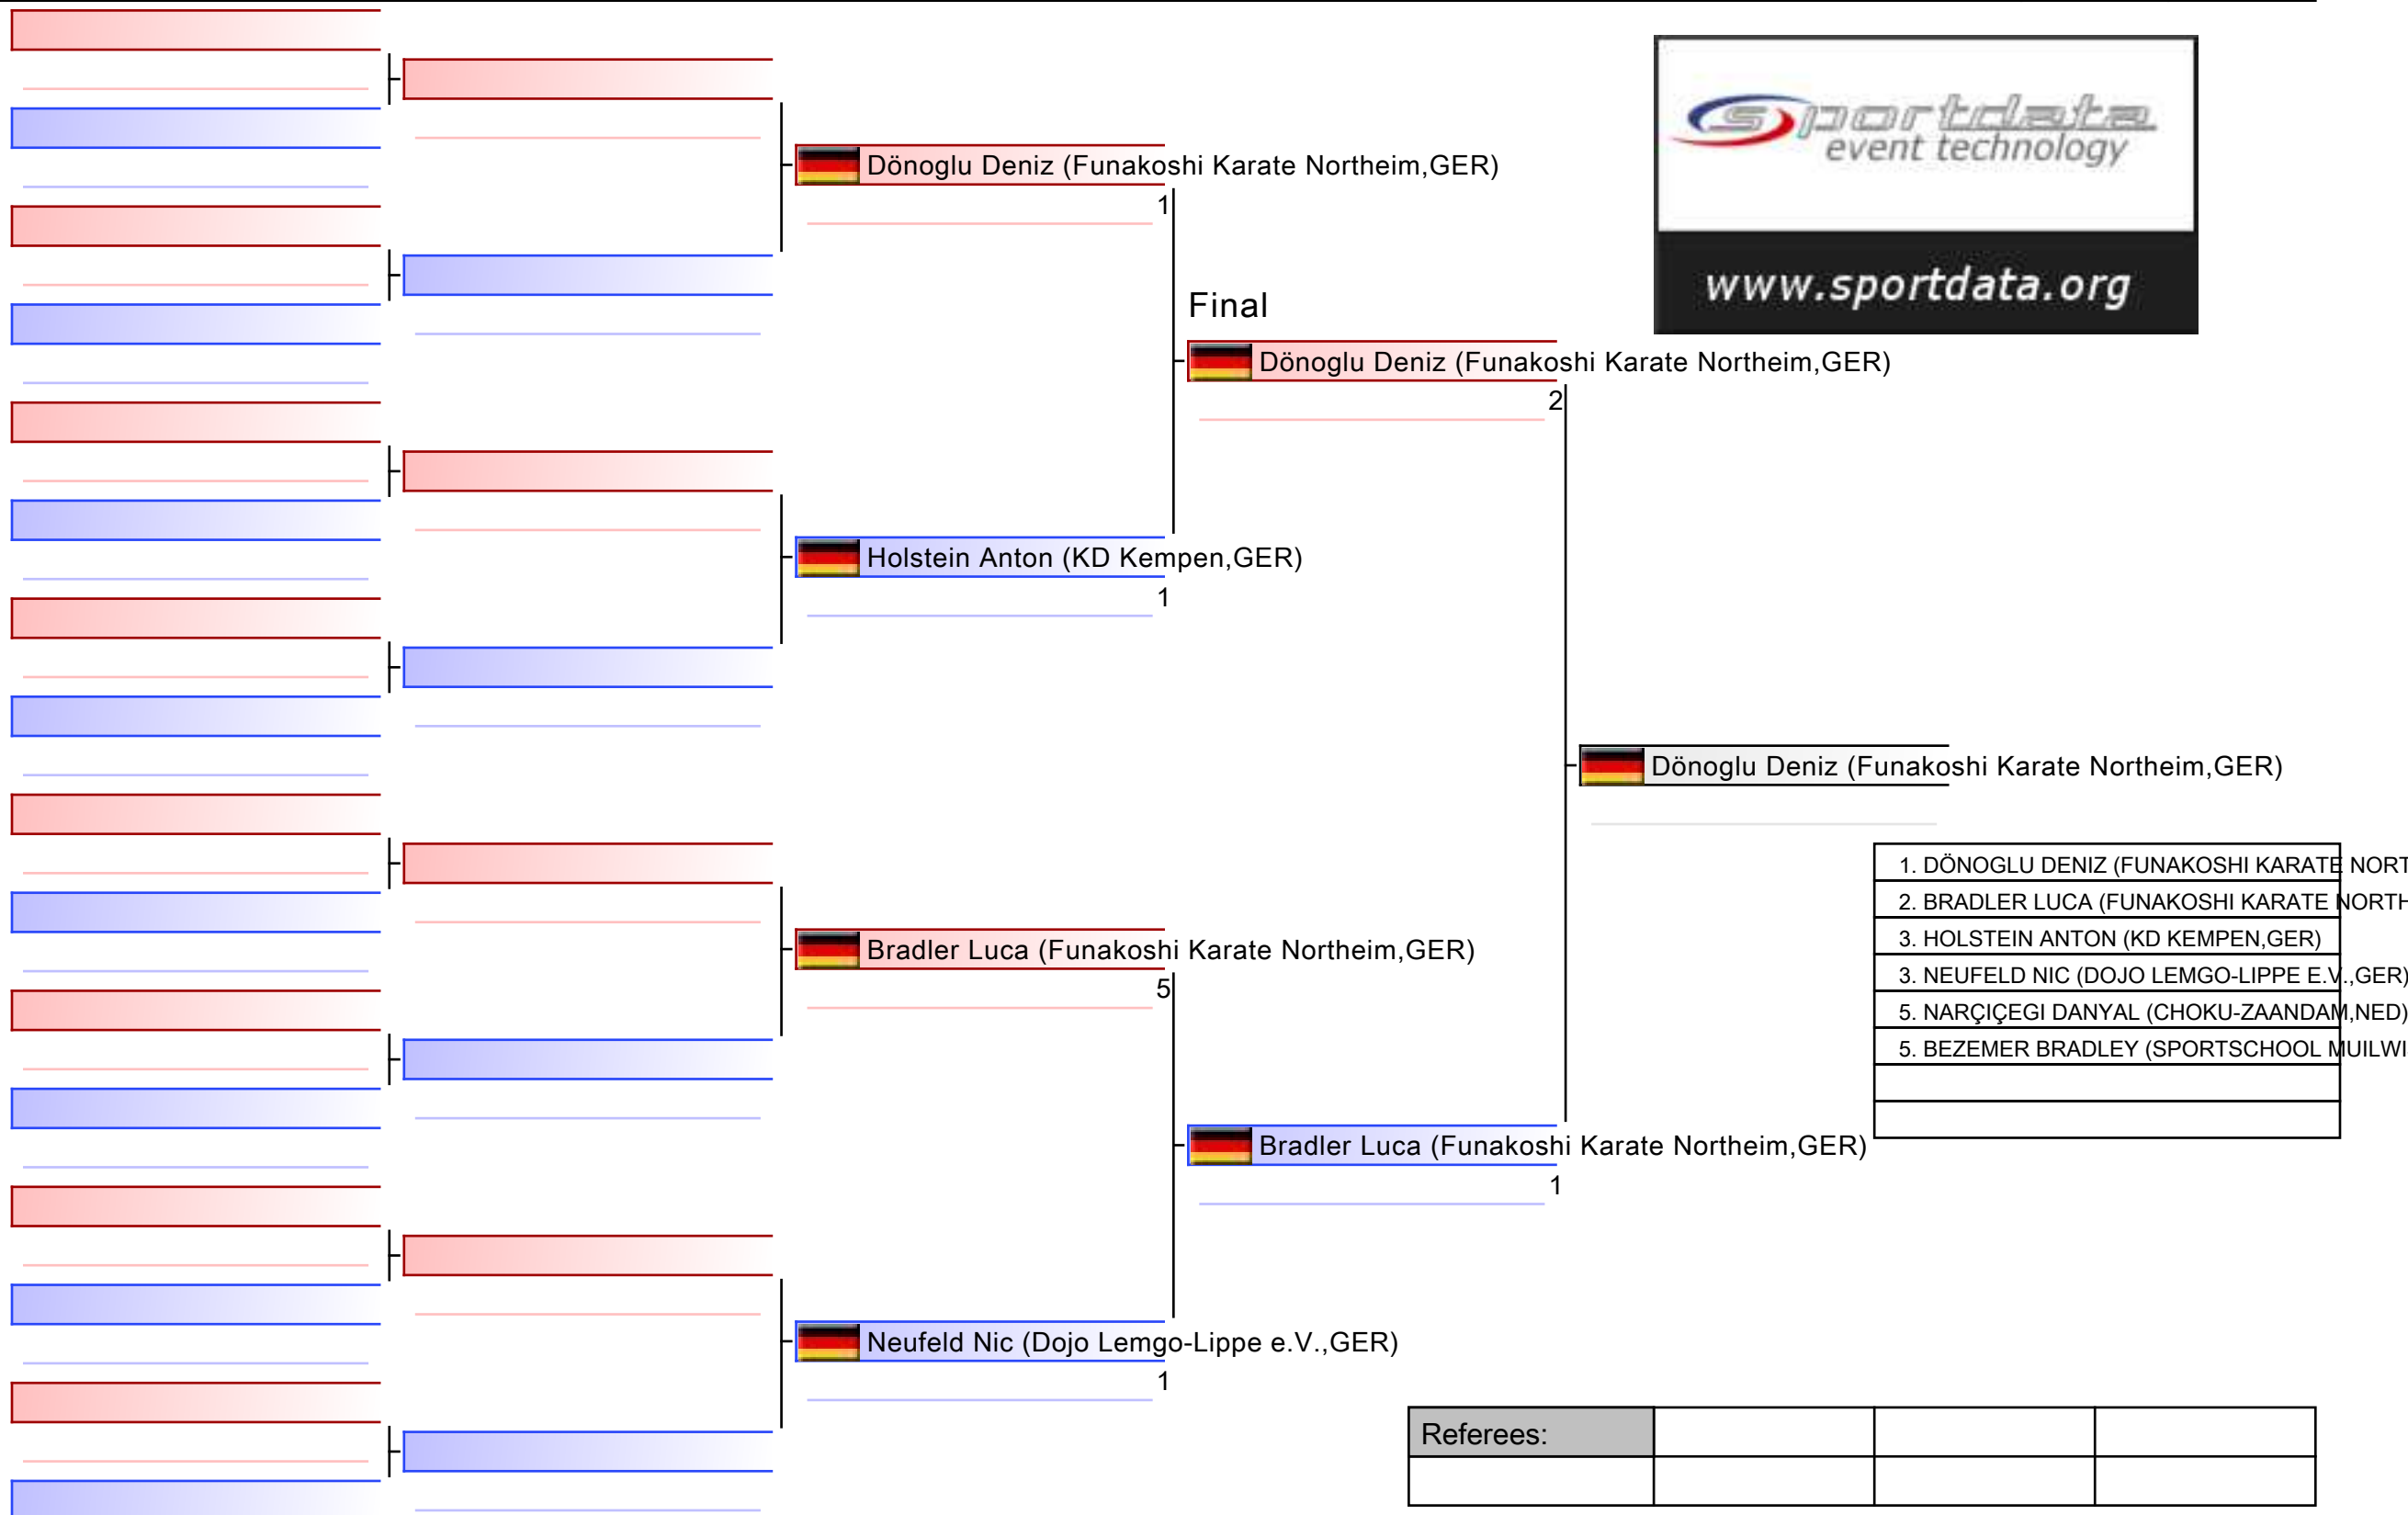 sportdata
event technology
www.sportdata.org
Dönoglu Deniz (Funakoshi Karate Northeim,GER)
1
Final
Dönoglu Deniz (Funakoshi Karate Northeim,GER)
2
Holstein Anton (KD Kempen,GER)
1
Dönoglu Deniz (Funakoshi Karate Northeim,GER)
1. DÖNOGLU DENIZ (FUNAKOSHI KARATE NORT
2. BRADLER LUCA (FUNAKOSHI KARATE NORTH
3. HOLSTEIN ANTON (KD KEMPEN,GER)
3. NEUFELD NIC (DOJO LEMGO-LIPPE E.V.,GER)
5. NARÇIÇEGI DANYAL (CHOKU-ZAANDAM,NED)
5. BEZEMER BRADLEY (SPORTSCHOOL MUILWI
Bradler Luca (Funakoshi Karate Northeim,GER)
5
Bradler Luca (Funakoshi Karate Northeim,GER)
1
Neufeld Nic (Dojo Lemgo-Lippe e.V.,GER)
1
Referees: